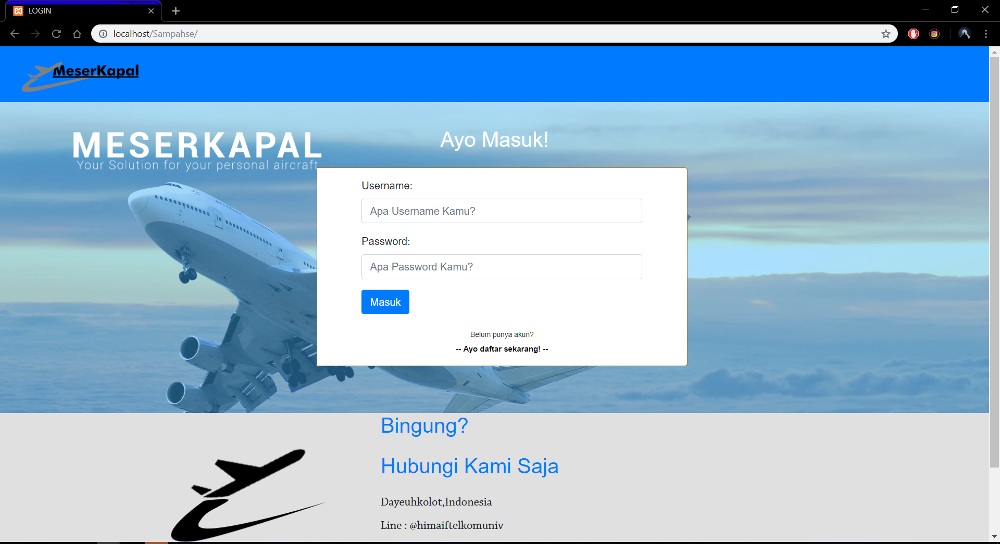 LOGIN
localhost/Sampahse/
MeserKapal
MESERKAPAL
Your Solution for your personal aircraft
Ayo Masuk!
Username:
Apa Username Kamu?
Password:
Apa Password Kamu?
Masuk
Belum punya akun?
-- Ayo daftar sekarang! --
Bingung?
Hubungi Kami Saja
Dayeuhkolot,Indonesia
Line : @himaiftelkomuniv